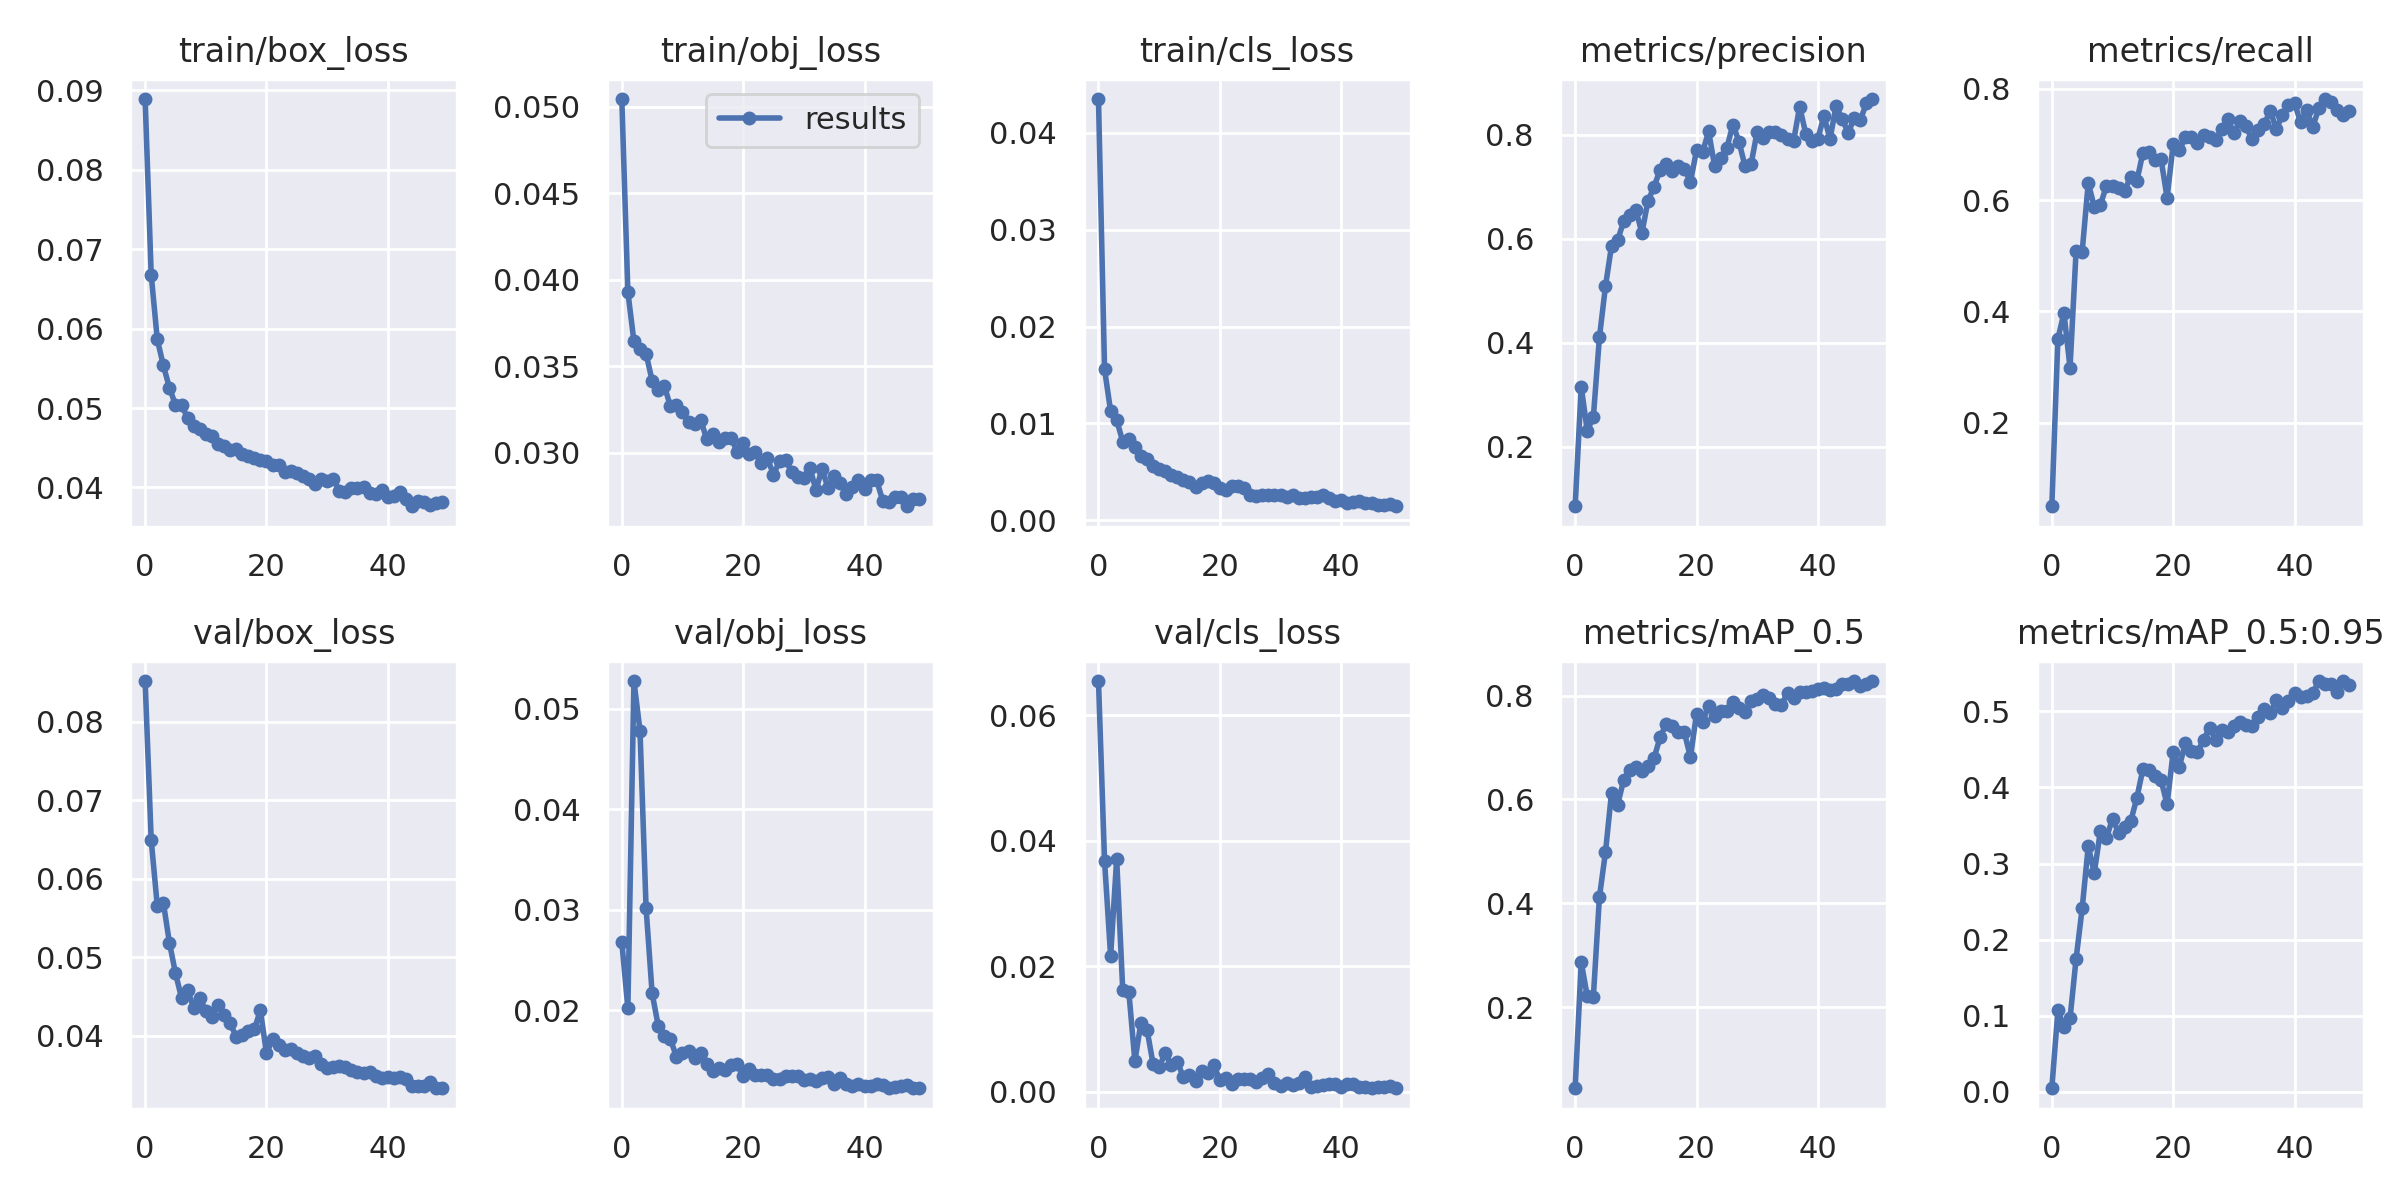 train/box_loss
0.09
0.08
0.07
0.06
0.05
0.04
0 20 40
train/obj_loss
results
0.050
0.045
0.040
0.035
0.030
0 20 40
train/cls_loss
0.04
0.03
0.02
0.01
0.00
0 20 40
metrics/precision
0.8
0.6
0.4
0.2
0 20 40
metrics/recall
0.8
0.6
0.4
0.2
0 20 40
val/box_loss
0.08
0.07
0.06
0.05
0.04
0 20 40
val/obj_loss
0.05
0.04
0.03
0.02
0 20 40
val/cls_loss
0.06
0.04
0.02
0.00
0 20 40
metrics/mAP_0.5
0.8
0.6
0.4
0.2
0 20 40
metrics/mAP_0.5:0.95
0.5
0.4
0.3
0.2
0.1
0.0
0 20 40